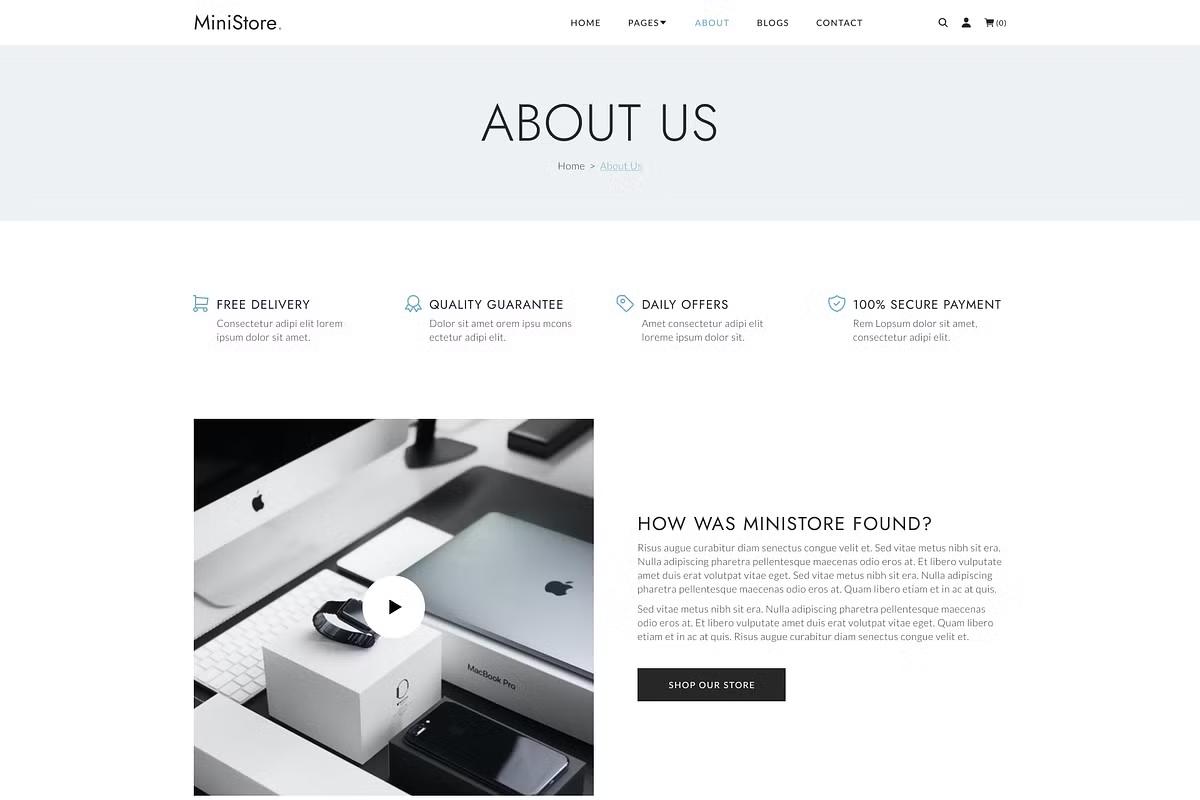 MiniStore.
HOME PAGES ABOUT BLOGS CONTACT (0)
ABOUT US
Home > About Us
FREE DELIVERY
Consectetur adipi elit lorem
ipsum dolor sit amet.
QUALITY GUARANTEE
Dolor sit amet orem ipsu mcons
ectetur adipi elit.
DAILY OFFERS
Amet consectetur adipi elit
loreme ipsum dolor sit.
100% SECURE PAYMENT
Rem Lopsum dolor sit amet,
consectetur adipi elit.
MacBook Pro
HOW WAS MINISTORE FOUND?
Risus augue curabitur diam senectus congue velit et. Sed vitae metus nibh sit era.
Nulla adipiscing pharetra pellentesque maecenas odio eros at. Et libero vulputate
amet duis erat volutpat vitae eget. Sed vitae metus nibh sit era. Nulla adipiscing
pharetra pellentesque maecenas odio eros at. Quam libero etiam et in ac at quis.
Sed vitae metus nibh sit era. Nulla adipiscing pharetra pellentesque maecenas
odio eros at. Et libero vulputate amet duis erat volutpat vitae eget. Quam libero
etiam et in ac at quis. Risus augue curabitur diam senectus congue velit et.
SHOP OUR STORE